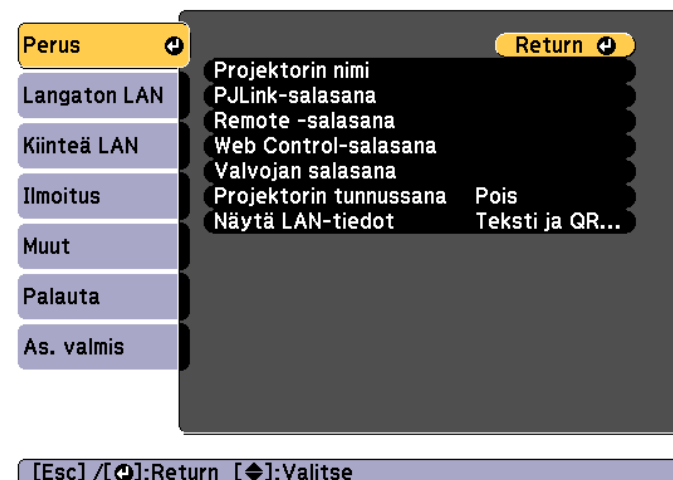 Perus
Return
Projektorin nimi
Langaton LAN
PJLink-salasana
Remote -salasana
Kiinteä LAN
Web Control-salasana
Valvojan salasana
Ilmoitus
Projektorin tunnussana Pois
Näytä LAN-tiedot Teksti ja QR...
Muut
Palauta
As. valmis
[Esc] /[ ]:Return [ ]:Valitse